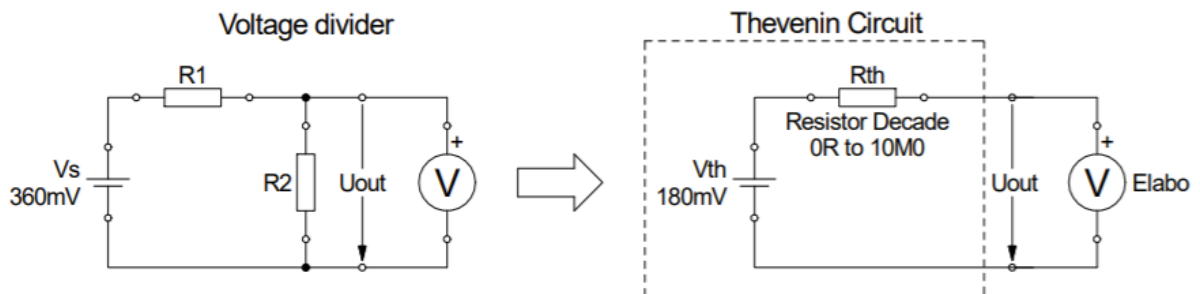 Voltage divider
R1
Vs
360mV
R2
Uout
+
V
Thevenin Circuit
Rth
Resistor Decade
0R to 10M0
Vth
180mV
Uout
+
V
Elabo